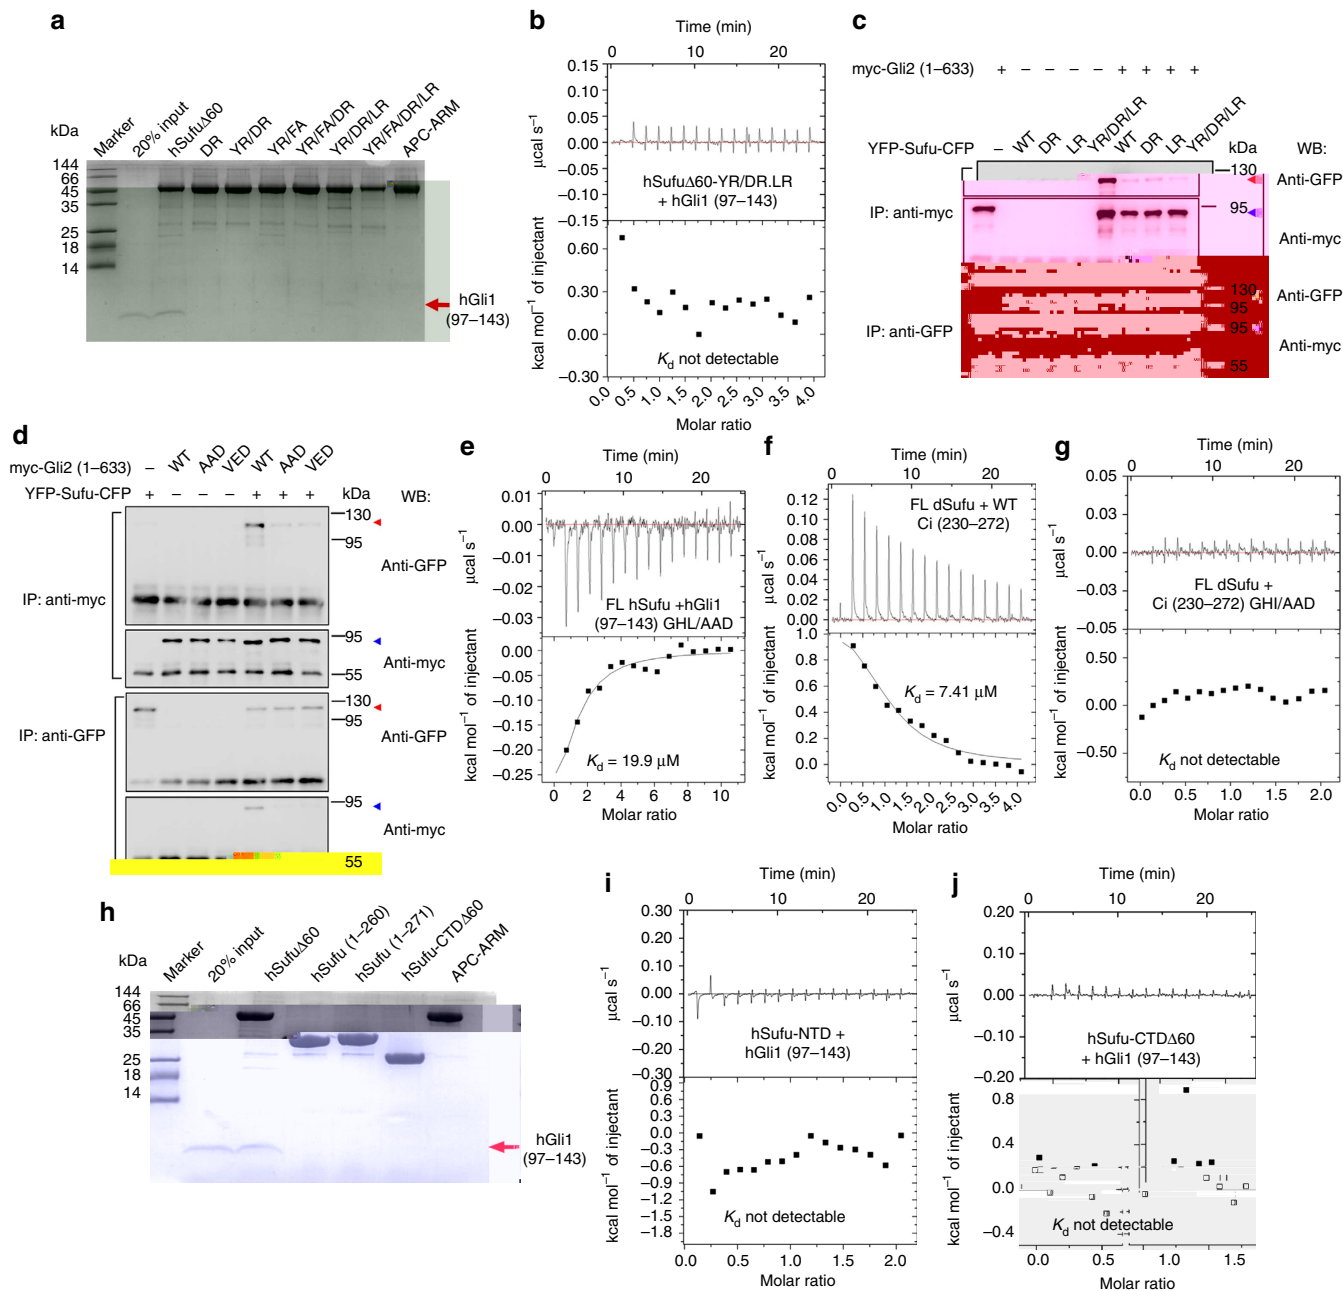 a
kDa
Marker
20% input
hSufuΔ60
DR
YR/DR
YR/FA
YR/FA/DR
YR/DR/LR
YR/FA/DR/LR
APC-ARM
144
66
45
35
25
18
14
hGli1
(97–143)
b
Time (min)
0 10 20
0.15
0.10
0.05
0.00
−0.05
−0.10
−0.15
μcal s−1
hSufuΔ60-YR/DR.LR
+ hGli1 (97–143)
0.60
0.30
0.00
−0.30
kcal mol−1 of injectant
Kd not detectable
0.0 0.5 1.0 1.5 2.0 2.5 3.0 3.5 4.0
Molar ratio
c
myc-Gli2 (1–633) + − − − − + + + +
YFP-Sufu-CFP − WT DR LR YR/DR/LR WT DR LR YR/DR/LR
kDa
WB:
130
Anti-GFP
IP: anti-myc
95
Anti-myc
130
Anti-GFP
95
IP: anti-GFP
95
Anti-myc
55
d
myc-Gli2 (1–633) − WT AAD VED WT AAD VED
YFP-Sufu-CFP + − − − + + +
kDa
WB:
130
95
Anti-GFP
IP: anti-myc
95
Anti-myc
55
130
95
IP: anti-GFP
Anti-GFP
95
Anti-myc
55
e
Time (min)
0 10 20
0.01
0.00
−0.01
−0.02
−0.03
μcal s−1
FL hSufu +hGli1
(97–143) GHL/AAD
0.00
−0.05
−0.10
−0.15
−0.20
−0.25
kcal mol−1 of injectant
Kd = 19.9 μM
0 2 4 6 8 10
Molar ratio
f
Time (min)
0 10 20
0.12
0.10
0.08
0.06
0.04
0.02
0.00
μcal s−1
FL dSufu + WT
Ci (230–272)
1.0
0.8
0.6
0.4
0.2
0.0
kcal mol−1 of injectant
Kd = 7.41 μM
0.0 0.5 1.0 1.5 2.0 2.5 3.0 3.5 4.0
Molar ratio
g
Time (min)
0 10 20
0.05
0.03
0.00
−0.03
−0.05
μcal s−1
FL dSufu +
Ci (230–272) GHI/AAD
0.50
0.00
−0.50
kcal mol−1 of injectant
Kd not detectable
0.0 0.5 1.0 1.5 2.0
Molar ratio
h
kDa
Marker
20% input
hSufuΔ60
hSufu (1–260)
hSufu (1–271)
hSufu-CTDΔ60
APC-ARM
144
66
45
35
25
18
14
hGli1
(97–143)
i
Time (min)
0 10 20
0.30
0.20
0.10
0.00
−0.10
−0.20
−0.30
μcal s−1
hSufu-NTD +
hGli1 (97–143)
0.9
0.6
0.3
0.0
−0.3
−0.6
−0.9
−1.2
−1.5
−1.8
kcal mol−1 of injectant
Kd not detectable
0.0 0.5 1.0 1.5 2.0
Molar ratio
j
Time (min)
0 10 20
0.20
0.10
0.00
−0.10
−0.20
μcal s−1
hSufu-CTDΔ60
+ hGli1 (97–143)
0.8
0.4
0.0
−0.4
kcal mol−1 of injectant
Kd not detectable
0.0 0.5 1.0 1.5
Molar ratio